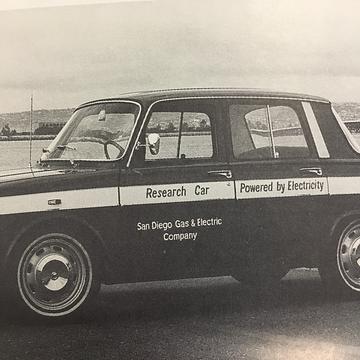 Research Car
Powered by Electricity
San Diego Gas & Electric
Company